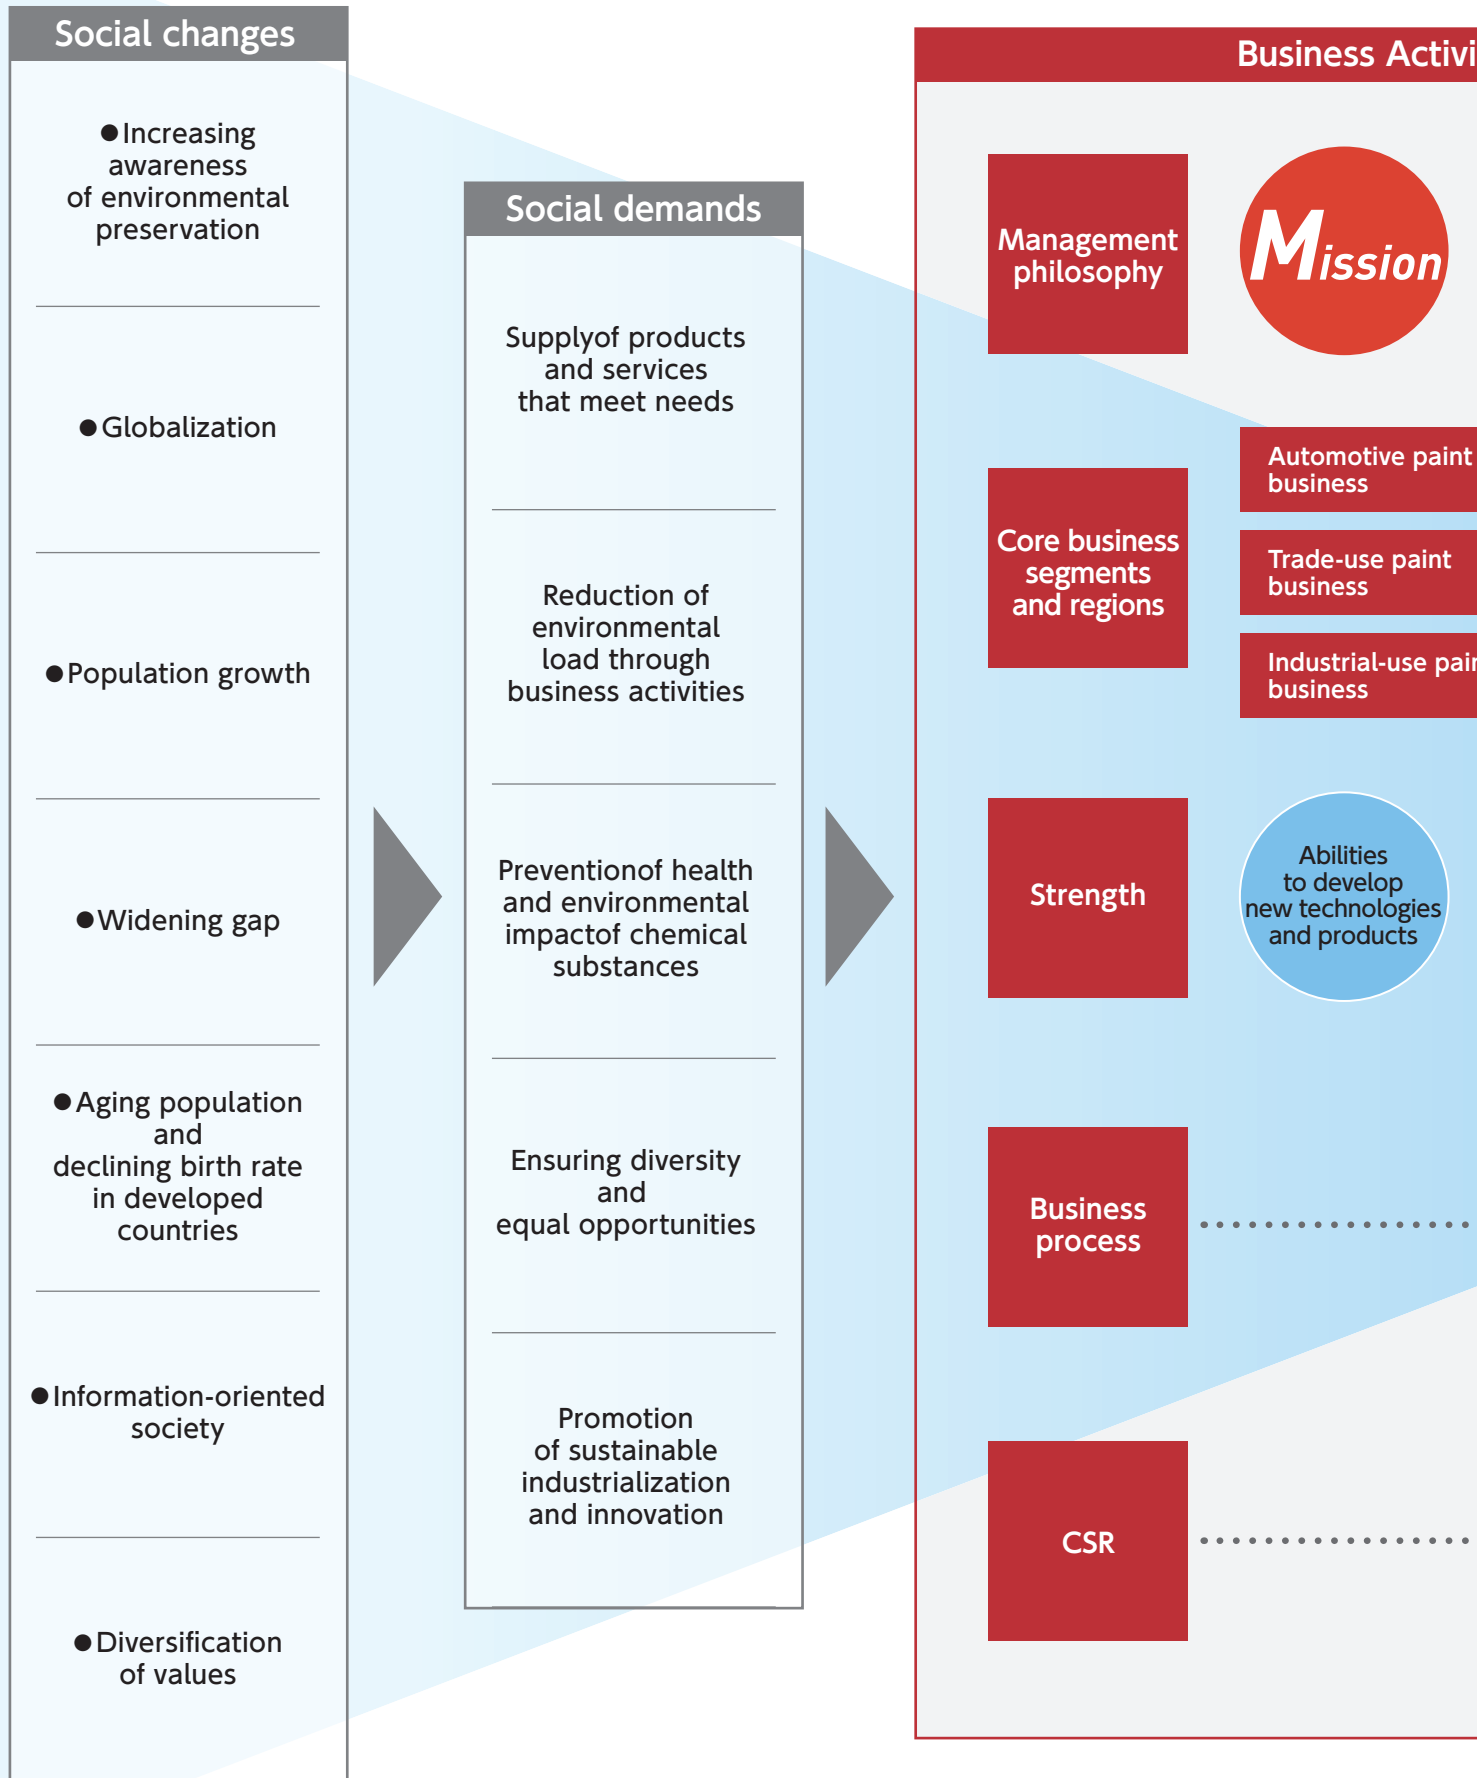 Social changes
●Increasing
awareness
of environmental
preservation
●Globalization
●Population growth
●Widening gap
●Aging population
and
declining birth rate
in developed
countries
●Information-oriented
society
●Diversification
of values
Social demands
Supplyof products
and services
that meet needs
Reduction of
environmental
load through
business activities
Preventionof health
and environmental
impactof chemical
substances
Ensuring diversity
and
equal opportunities
Promotion
of sustainable
industrialization
and innovation
Business Activi
Management
philosophy
Mission
Core business
segments
and regions
Automotive paint
business
Trade-use paint
business
Industrial-use pain
business
Strength
Abilities
to develop
new technologies
and products
Business
process
CSR